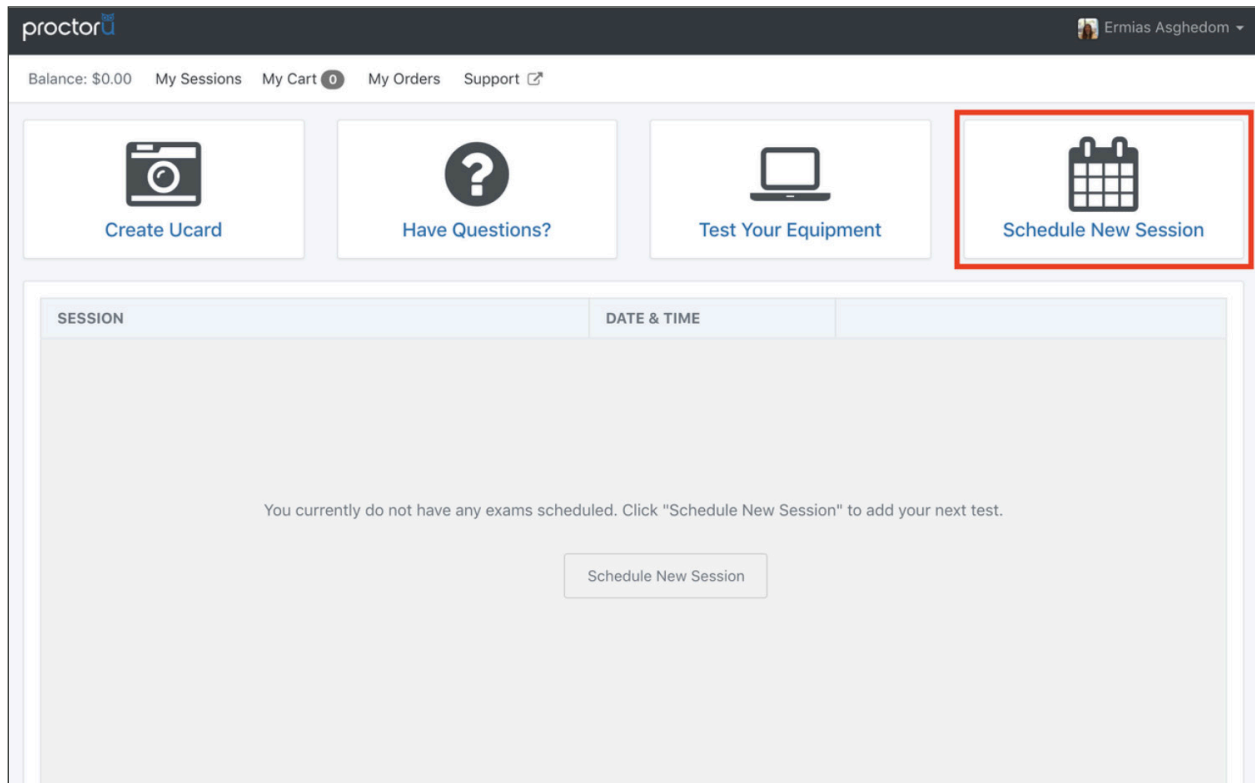 proctorü
Ermias Asghedom
Balance: $0.00 My Sessions My Cart 0 My Orders Support
Create Ucard
Have Questions?
Test Your Equipment
Schedule New Session
SESSION DATE & TIME
You currently do not have any exams scheduled. Click "Schedule New Session" to add your next test.
Schedule New Session